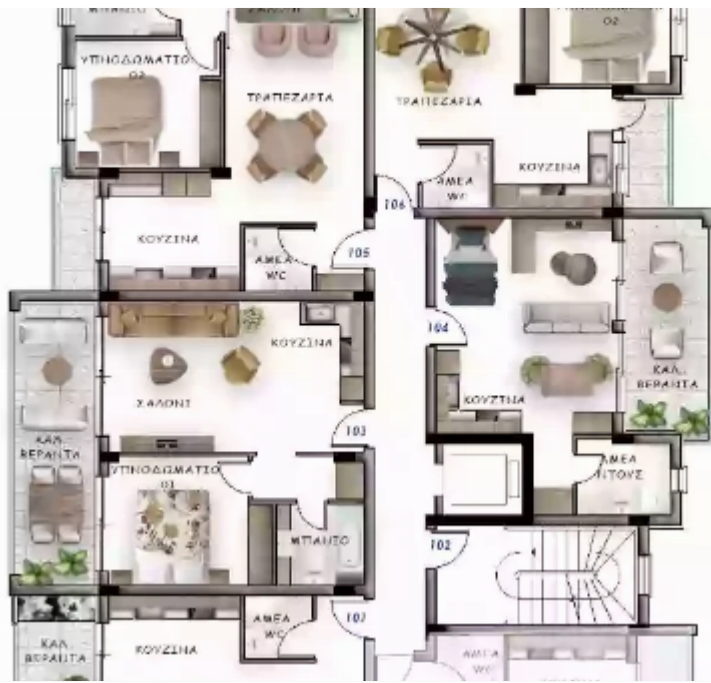 ΜΠΑΝΙΟ
ΥΠΝΟΔΩΜΑΤΙΟ
02
ΤΡΑΠΕΖΑΡΙΑ
ΤΡΑΠΕΖΑΡΙΑ
02
ΚΟΥΖΙΝΑ
ΑΜΕΑ
WC
106
ΚΟΥΖΙΝΑ
ΑΜΕΑ
WC
105
104
ΚΟΥΖΙΝΑ
ΚΑΛ.
ΒΕΡΑΝΤΑ
ΚΟΥΖΙΝΑ
ΣΑΛΟΝΙ
103
ΚΑΛ.
ΒΕΡΑΝΤΑ
ΥΠΝΟΔΩΜΑΤΙΟ
01
ΜΠΑΝΙΟ
ΑΜΕΑ
ΝΤΟΥΣ
102
101
ΑΜΕΑ
WC
ΚΟΥΖΙΝΑ
ΚΑΛ.
ΒΕΡΑΝΤΑ
ΑΜΕΑ
WC